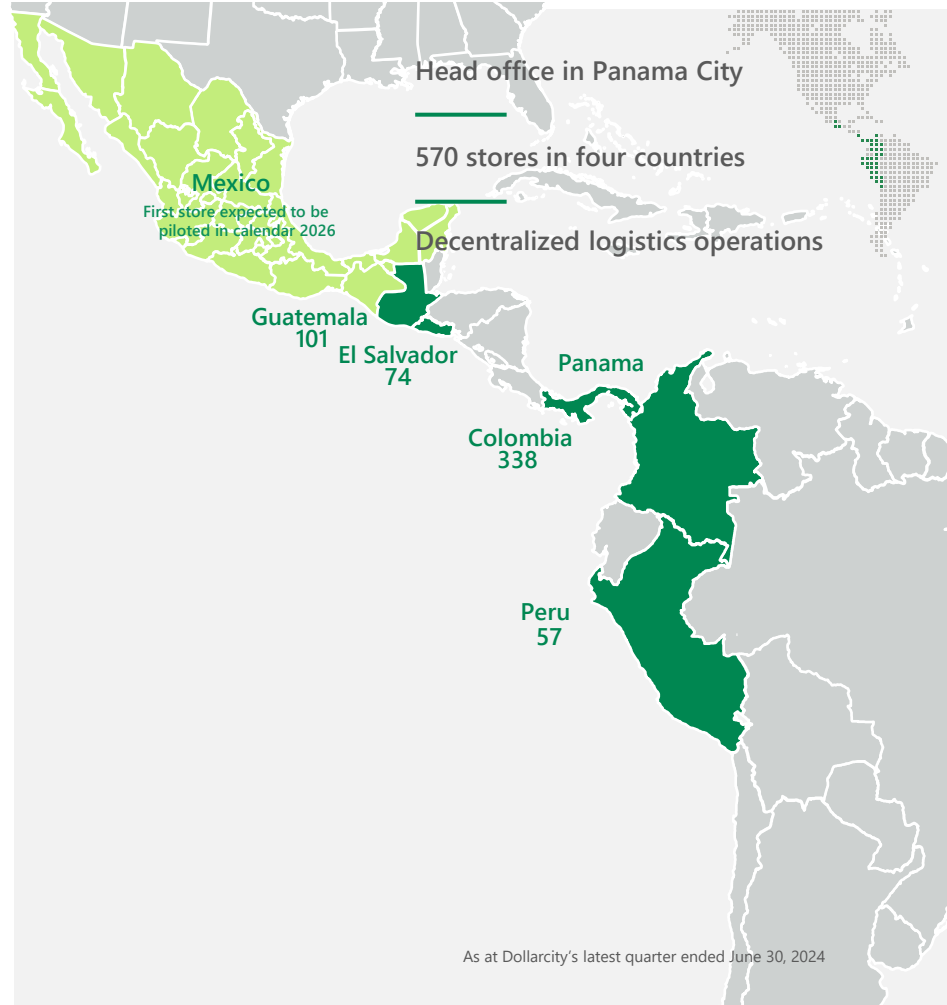 Head office in Panama City
570 stores in four countries
Decentralized logistics operations
Mexico
First store expected to be
piloted in calendar 2026
Guatemala
101
El Salvador
74
Panama
Colombia
338
Peru
57
As at Dollarcity’s latest quarter ended June 30, 2024